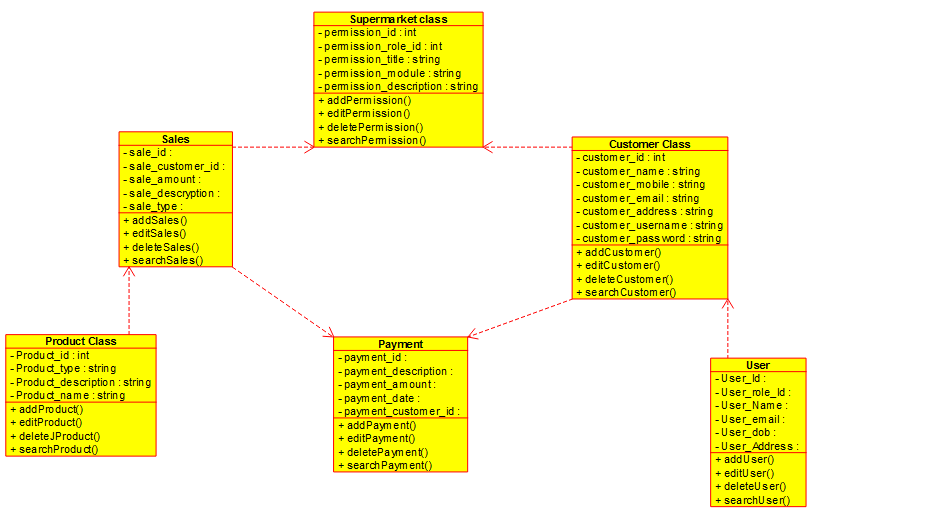 Supermarket class
- permission_id : int
- permission_role_id : int
- permission_title : string
- permission_module : string
- permission_description : string
+ addPermission()
+ editPermission()
+ deletePermission()
+ searchPermission()
Sales
- sale_id :
- sale_customer_id :
- sale_amount :
- sale_descryption :
- sale_type :
+ addSales()
+ editSales()
+ deleteSales()
+ searchSales()
Customer Class
- customer_id : int
- customer_name : string
- customer_mobile : string
- customer_email : string
- customer_address : string
- customer_username : string
- customer_password : string
+ addCustomer()
+ editCustomer()
+ deleteCustomer()
+ searchCustomer()
Product Class
- Product_id : int
- Product_type : string
- Product_description : string
- Product_name : string
+ addProduct()
+ editProduct()
+ deleteJProduct()
+ searchProduct()
Payment
- payment_id :
- payment_description :
- payment_amount :
- payment_date :
- payment_customer_id :
+ addPayment()
+ editPayment()
+ deletePayment()
+ searchPayment()
User
- User_Id :
- User_role_Id :
- User_Name :
- User_email :
- User_dob :
- User_Address :
+ addUser()
+ editUser()
+ deleteUser()
+ searchUser()